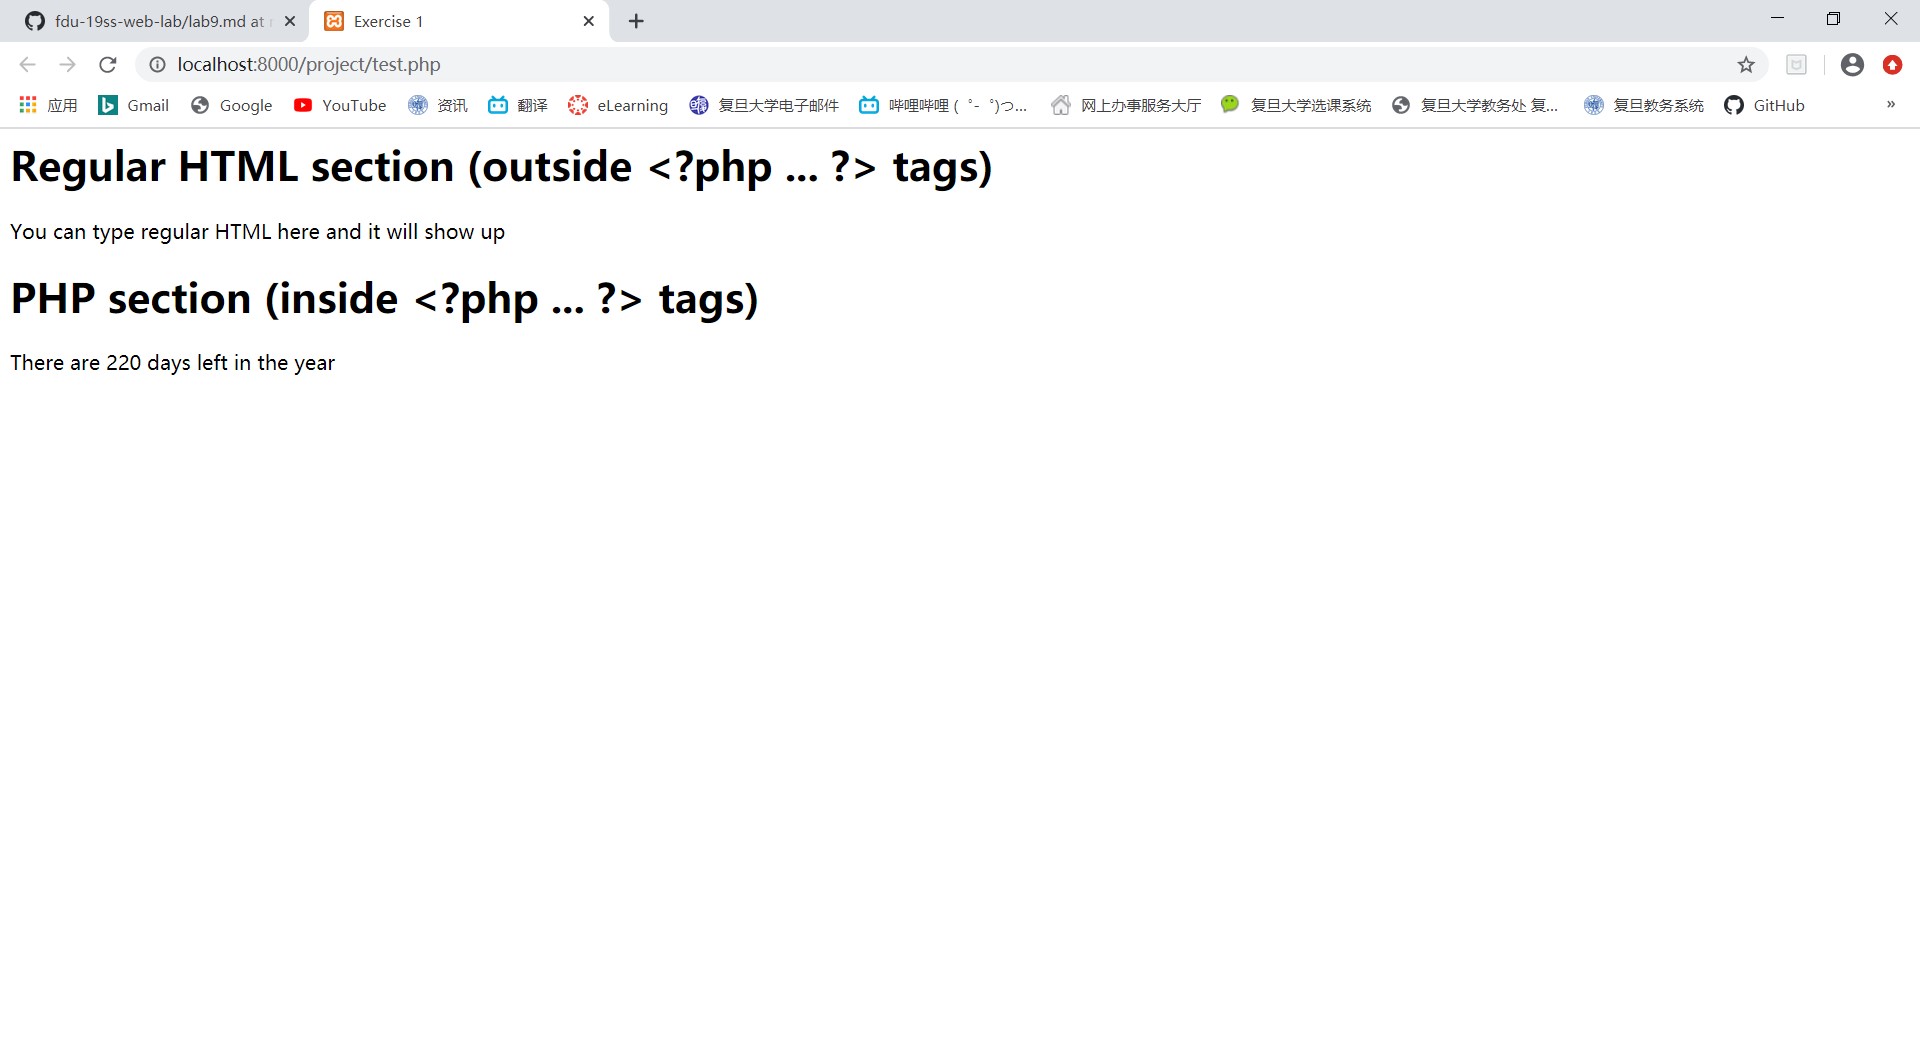 fdu-19ss-web-lab/lab9.md at
Exercise 1
localhost:8000/project/test.php
应用 Gmail Google YouTube 资讯 翻译 eLearning 复旦大学电子邮件 哔哩哔哩 ( ゜- ゜)つ... 网上办事服务大厅 复旦大学选课系统 复旦大学教务处 复... 复旦教务系统 GitHub »
Regular HTML section (outside <?php ... ?> tags)
You can type regular HTML here and it will show up
PHP section (inside <?php ... ?> tags)
There are 220 days left in the year